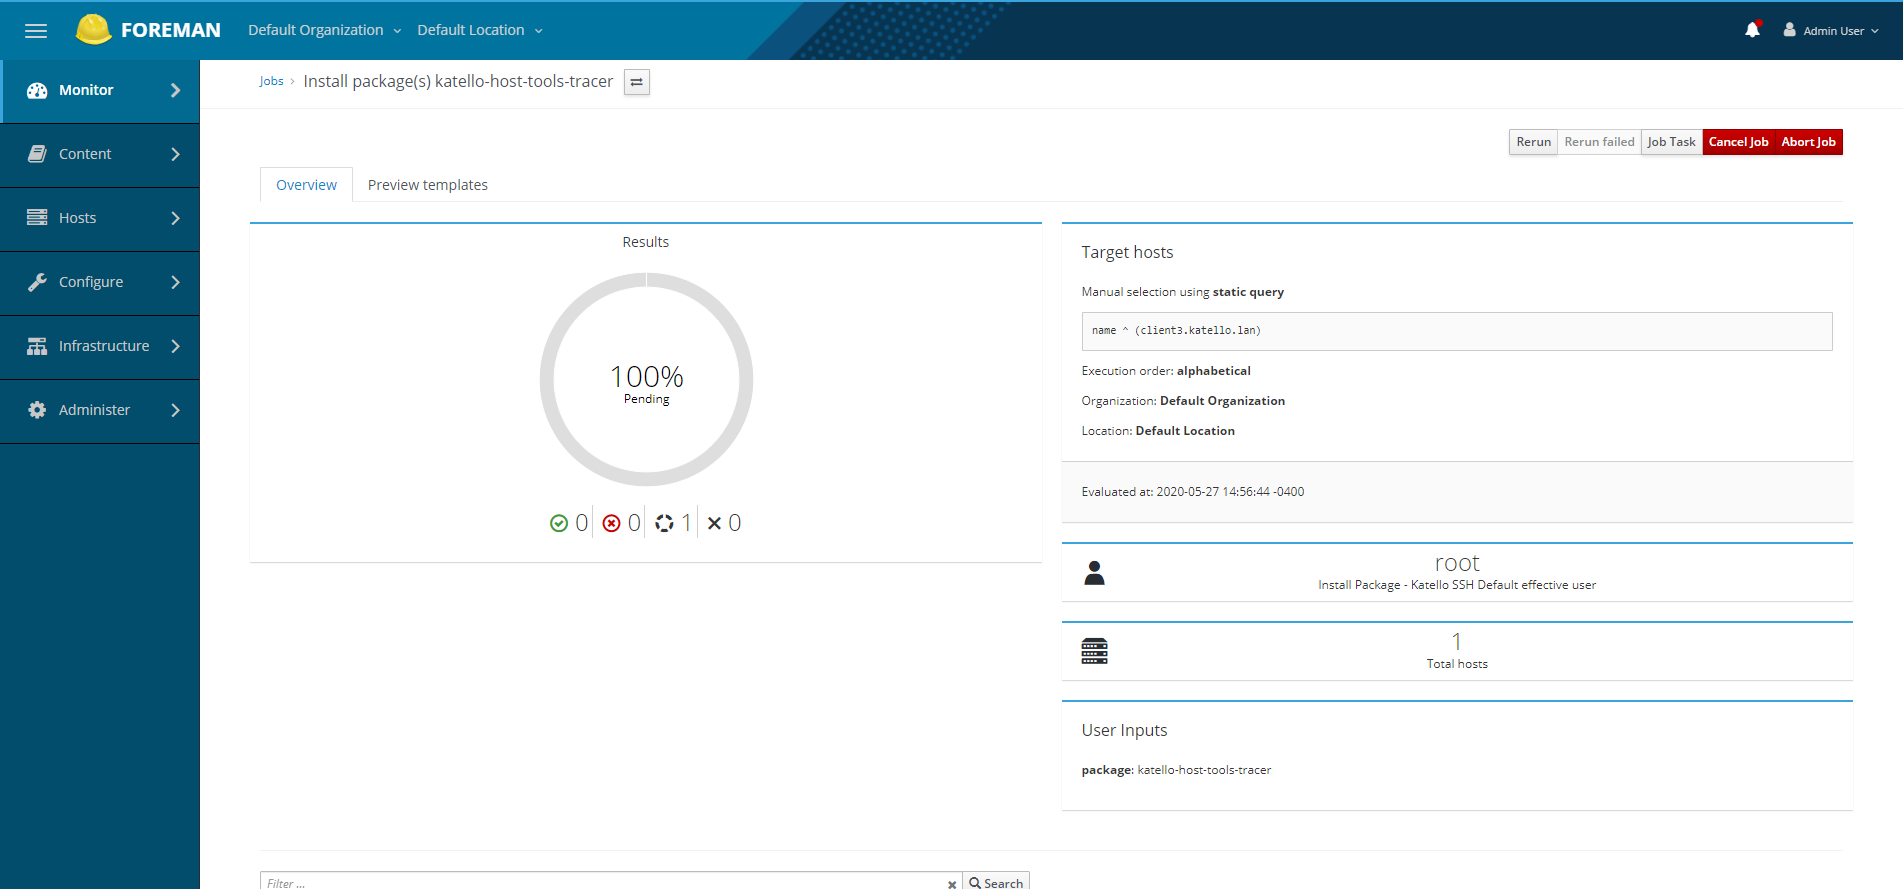 FOREMAN
Default Organization
Default Location
Admin User
Monitor
Content
Hosts
Configure
Infrastructure
Administer
Jobs › Install package(s) katello-host-tools-tracer
Rerun
Rerun failed
Job Task
Cancel Job
Abort Job
Overview
Preview templates
Results
100%
Pending
0
0
1
0
Target hosts
Manual selection using static query
name ^ (client3.katello.lan)
Execution order: alphabetical
Organization: Default Organization
Location: Default Location
Evaluated at: 2020-05-27 14:56:44 -0400
root
Install Package - Katello SSH Default effective user
1
Total hosts
User Inputs
package: katello-host-tools-tracer
Filter ...
Search